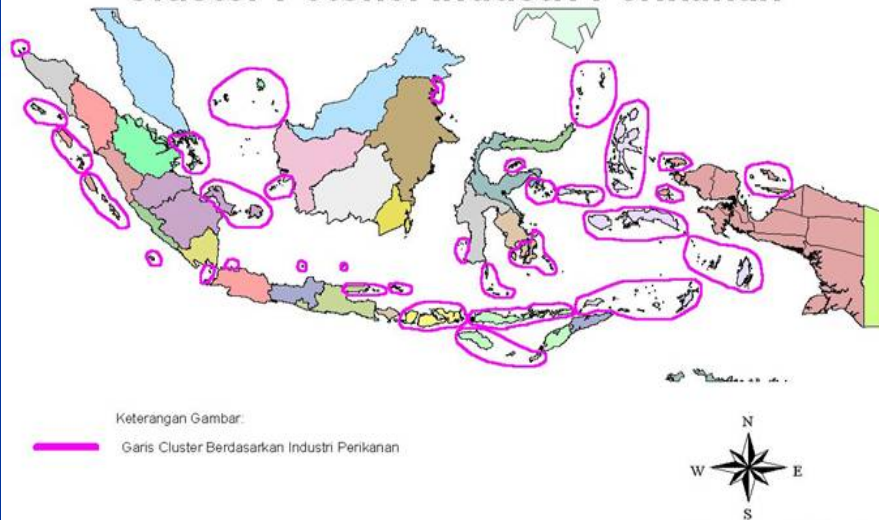 Keterangan Gambar:
Garis Cluster Berdasarkan Industri Perikanan
N
W E
S